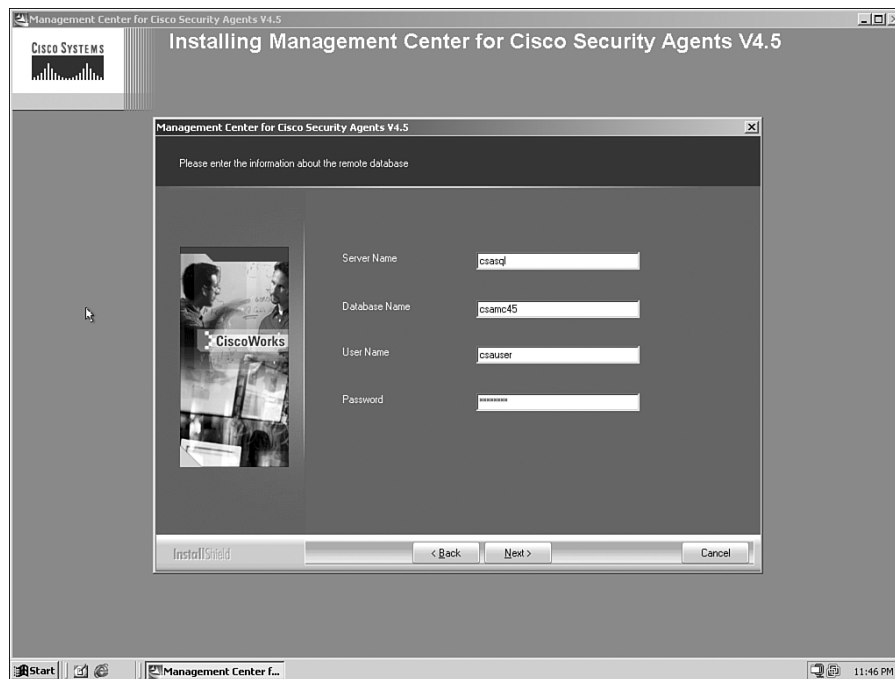 Management Center for Cisco Security Agents V4.5
CISCO SYSTEMS
Installing Management Center for Cisco Security Agents V4.5
Management Center for Cisco Security Agents V4.5
Please enter the information about the remote database
Server Name
csasql
Database Name
csamc45
CiscoWorks
User Name
csauser
Password
********
InstallShield
< Back
Next >
Cancel
Start
Management Center f...
11:46 PM